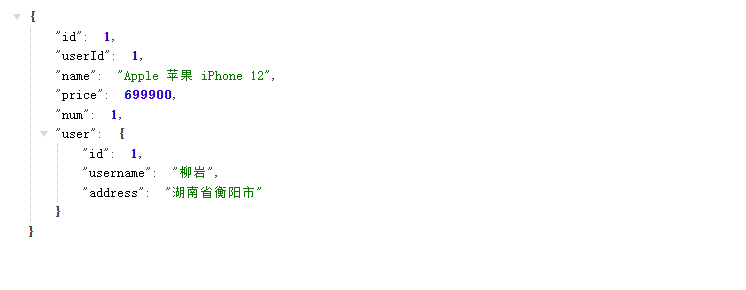 {
"id": 1,
"userId": 1,
"name": "Apple 苹果 iPhone 12",
"price": 699900,
"num": 1,
"user": {
"id": 1,
"username": "柳岩",
"address": "湖南省衡阳市"
}
}